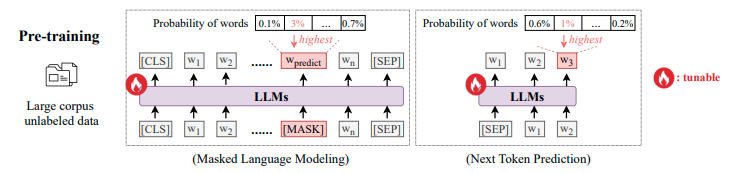 Pre-training
Large corpus
unlabeled data
Probability of words 0.1% 3% ... 0.7%
highest
[CLS] w1 w2 ...... wpredict wn [SEP]
LLMs
[CLS] w1 w2 ...... [MASK] wn [SEP]
(Masked Language Modeling)
Probability of words 0.6% 1% ... 0.2%
highest
w1 w2 w3
LLMs
[SEP] w1 w2
(Next Token Prediction)
: tunable